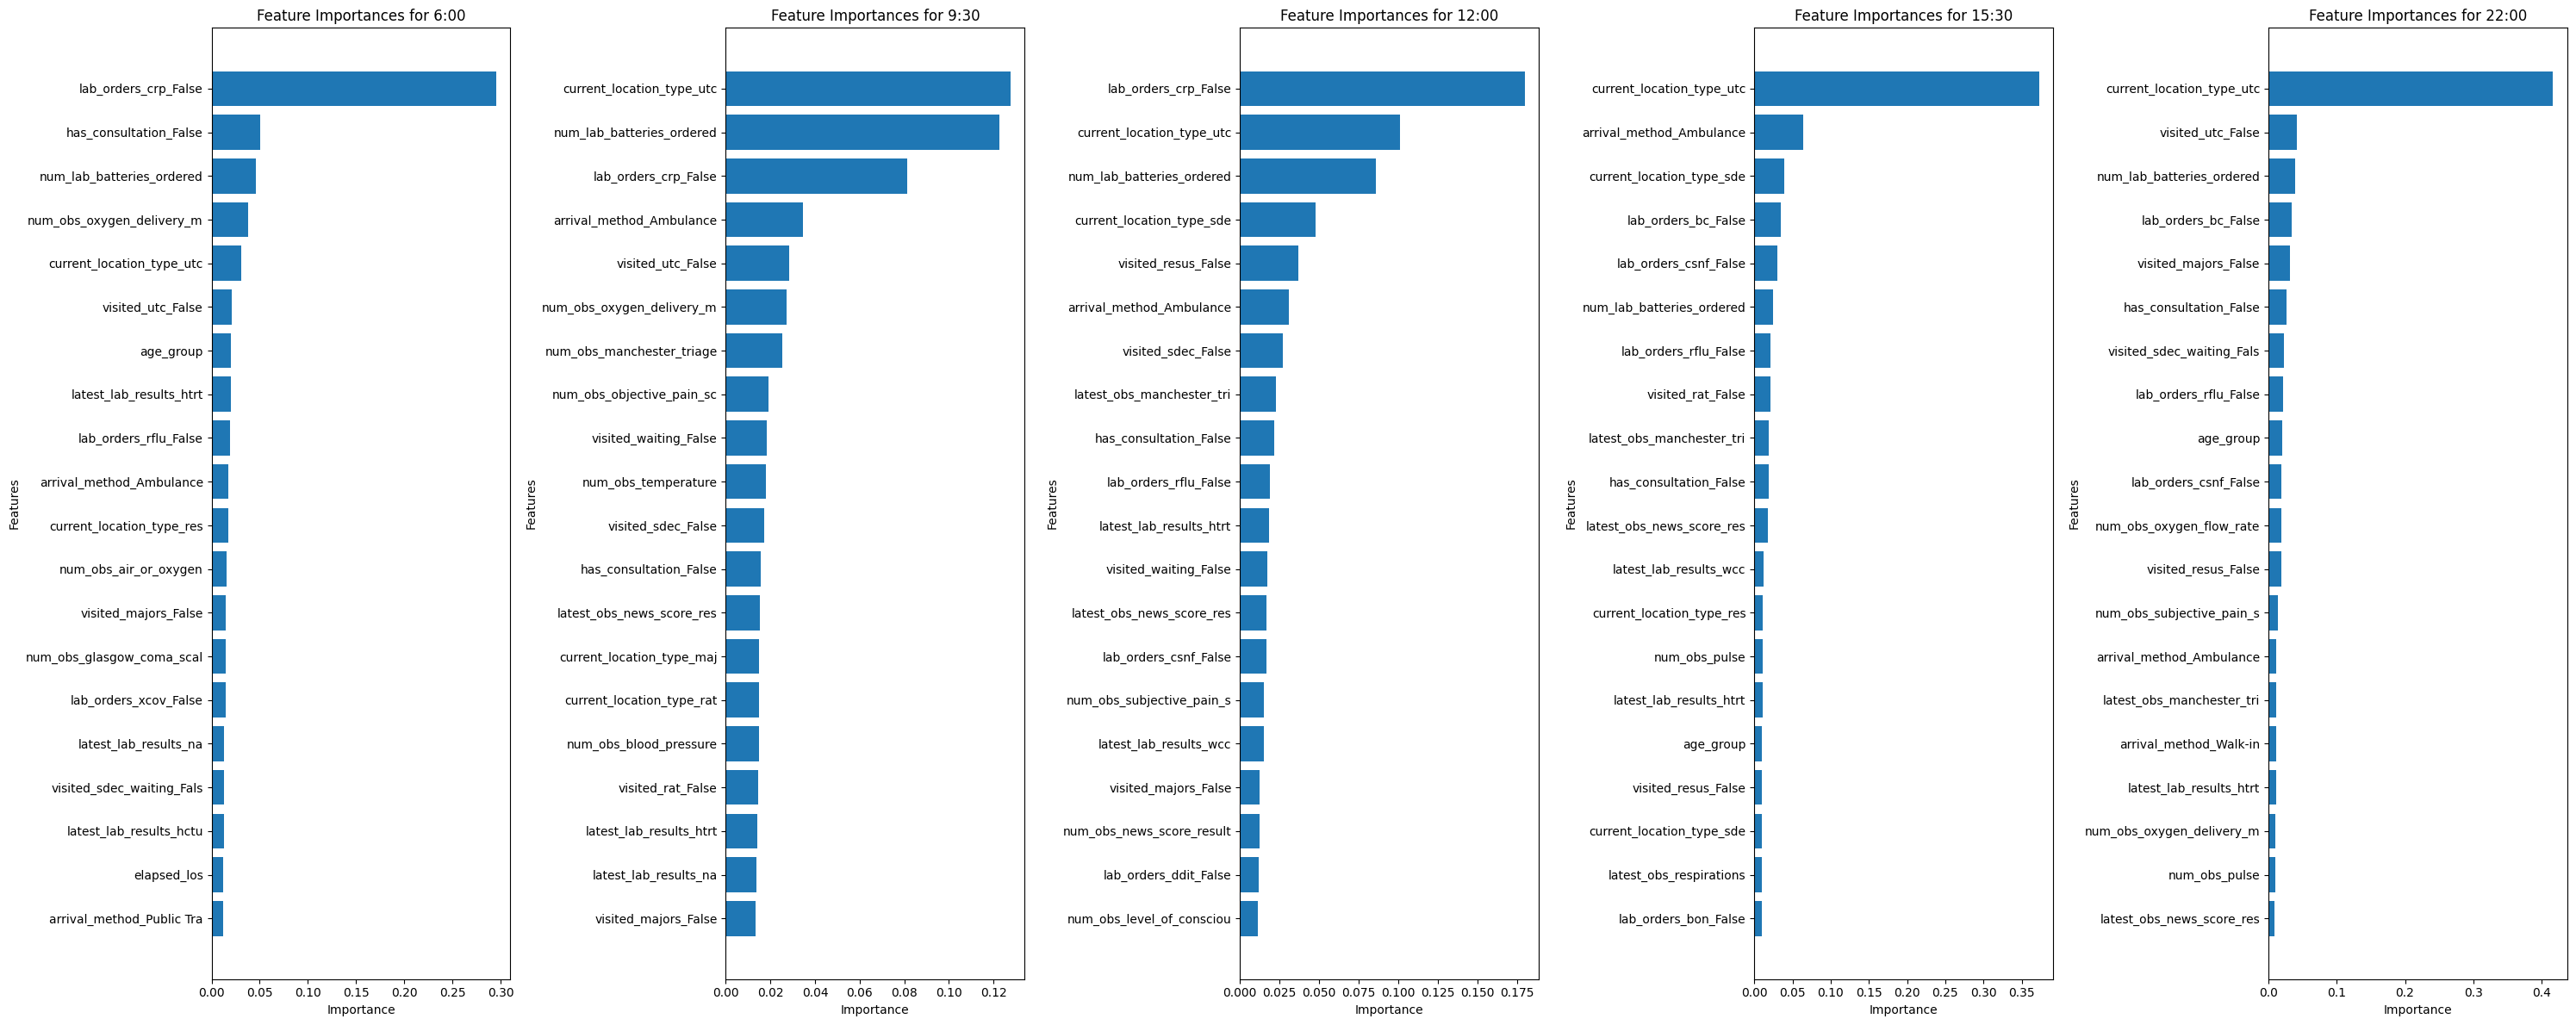 Feature Importances for 6:00
lab_orders_crp_False
has_consultation_False
num_lab_batteries_ordered
num_obs_oxygen_delivery_m
current_location_type_utc
visited_utc_False
age_group
latest_lab_results_htrt
lab_orders_rflu_False
arrival_method_Ambulance
current_location_type_res
num_obs_air_or_oxygen
visited_majors_False
num_obs_glasgow_coma_scal
lab_orders_xcov_False
latest_lab_results_na
visited_sdec_waiting_Fals
latest_lab_results_hctu
elapsed_los
arrival_method_Public Tra
Features
0.00 0.05 0.10 0.15 0.20 0.25 0.30
Importance
Feature Importances for 9:30
current_location_type_utc
num_lab_batteries_ordered
lab_orders_crp_False
arrival_method_Ambulance
visited_utc_False
num_obs_oxygen_delivery_m
num_obs_manchester_triage
num_obs_objective_pain_sc
visited_waiting_False
num_obs_temperature
visited_sdec_False
has_consultation_False
latest_obs_news_score_res
current_location_type_maj
current_location_type_rat
num_obs_blood_pressure
visited_rat_False
latest_lab_results_htrt
latest_lab_results_na
visited_majors_False
Features
0.00 0.02 0.04 0.06 0.08 0.10 0.12
Importance
Feature Importances for 12:00
lab_orders_crp_False
current_location_type_utc
num_lab_batteries_ordered
current_location_type_sde
visited_resus_False
arrival_method_Ambulance
visited_sdec_False
latest_obs_manchester_tri
has_consultation_False
lab_orders_rflu_False
latest_lab_results_htrt
visited_waiting_False
latest_obs_news_score_res
lab_orders_csnf_False
num_obs_subjective_pain_s
latest_lab_results_wcc
visited_majors_False
num_obs_news_score_result
lab_orders_ddit_False
num_obs_level_of_consciou
Features
0.000 0.025 0.050 0.075 0.100 0.125 0.150 0.175
Importance
Feature Importances for 15:30
current_location_type_utc
arrival_method_Ambulance
current_location_type_sde
lab_orders_bc_False
lab_orders_csnf_False
num_lab_batteries_ordered
lab_orders_rflu_False
visited_rat_False
latest_obs_manchester_tri
has_consultation_False
latest_obs_news_score_res
latest_lab_results_wcc
current_location_type_res
num_obs_pulse
latest_lab_results_htrt
age_group
visited_resus_False
current_location_type_sde
latest_obs_respirations
lab_orders_bon_False
Features
0.00 0.05 0.10 0.15 0.20 0.25 0.30 0.35
Importance
Feature Importances for 22:00
current_location_type_utc
visited_utc_False
num_lab_batteries_ordered
lab_orders_bc_False
visited_majors_False
has_consultation_False
visited_sdec_waiting_Fals
lab_orders_rflu_False
age_group
lab_orders_csnf_False
num_obs_oxygen_flow_rate
visited_resus_False
num_obs_subjective_pain_s
arrival_method_Ambulance
latest_obs_manchester_tri
arrival_method_Walk-in
latest_lab_results_htrt
num_obs_oxygen_delivery_m
num_obs_pulse
latest_obs_news_score_res
Features
0.0 0.1 0.2 0.3 0.4
Importance